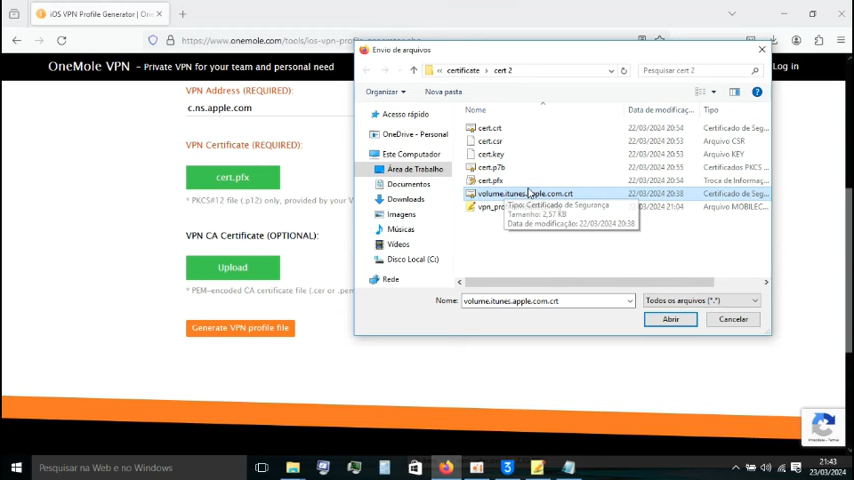 iOS VPN Profile Generator | One
https://www.onemole.com/tools/ios-vpn-profile-generator.php
OneMole VPN - Private VPN for your team and personal need
Log in
VPN Address (REQUIRED):
c.ns.apple.com
VPN Certificate (REQUIRED):
cert.pfx
* PKCS#12 file (.p12) only, provided by your V
VPN CA Certificate (OPTIONAL):
Upload
* PEM-encoded CA certificate file (.cer or .pe
Generate VPN profile file
Envio de arquivos
« certificate › cert 2
Pesquisar cert 2
Organizar
Nova pasta
Acesso rápido
OneDrive - Personal
Este Computador
Área de Trabalho
Documentos
Downloads
Imagens
Músicas
Vídeos
Disco Local (C:)
Rede
Nome
Data de modificaç...
Tipo
cert.crt 22/03/2024 20:54 Certificado de Seg...
cert.csr 22/03/2024 20:53 Arquivo CSR
cert.key 22/03/2024 20:53 Arquivo KEY
cert.p7b 22/03/2024 20:55 Certificados PKCS
cert.pfx 22/03/2024 20:54 Troca de Informaç...
volume.itunes.apple.com.crt 22/03/2024 20:38 Certificado de Seg...
vpn_pro 22/03/2024 21:04 Arquivo MOBILEC...
Tipo: Certificado de Segurança
Tamanho: 2,57 KB
Data de modificação: 22/03/2024 20:38
Nome:
volume.itunes.apple.com.crt
Todos os arquivos (*.*)
Abrir
Cancelar
Pesquisar na Web e no Windows
21:43
23/03/2024